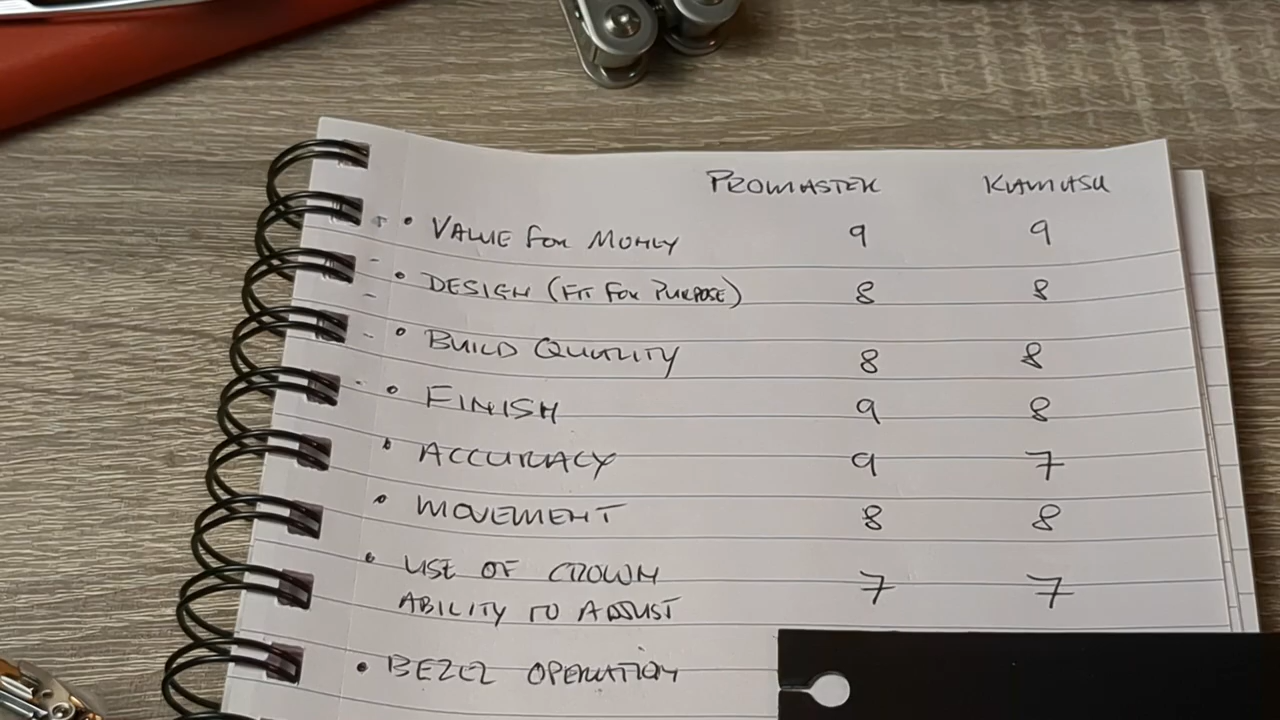 PROMASTER KAMASU
• VALUE FOR MONEY 9 9
• DESIGN (FIT FOR PURPOSE) 8 8
• BUILD QUALITY 8 8
• FINISH 9 8
• ACCURACY 9 7
• MOVEMENT 8 8
• USE OF CROWN 7 7
ABILITY TO ADJUST
• BEZEL OPERATION